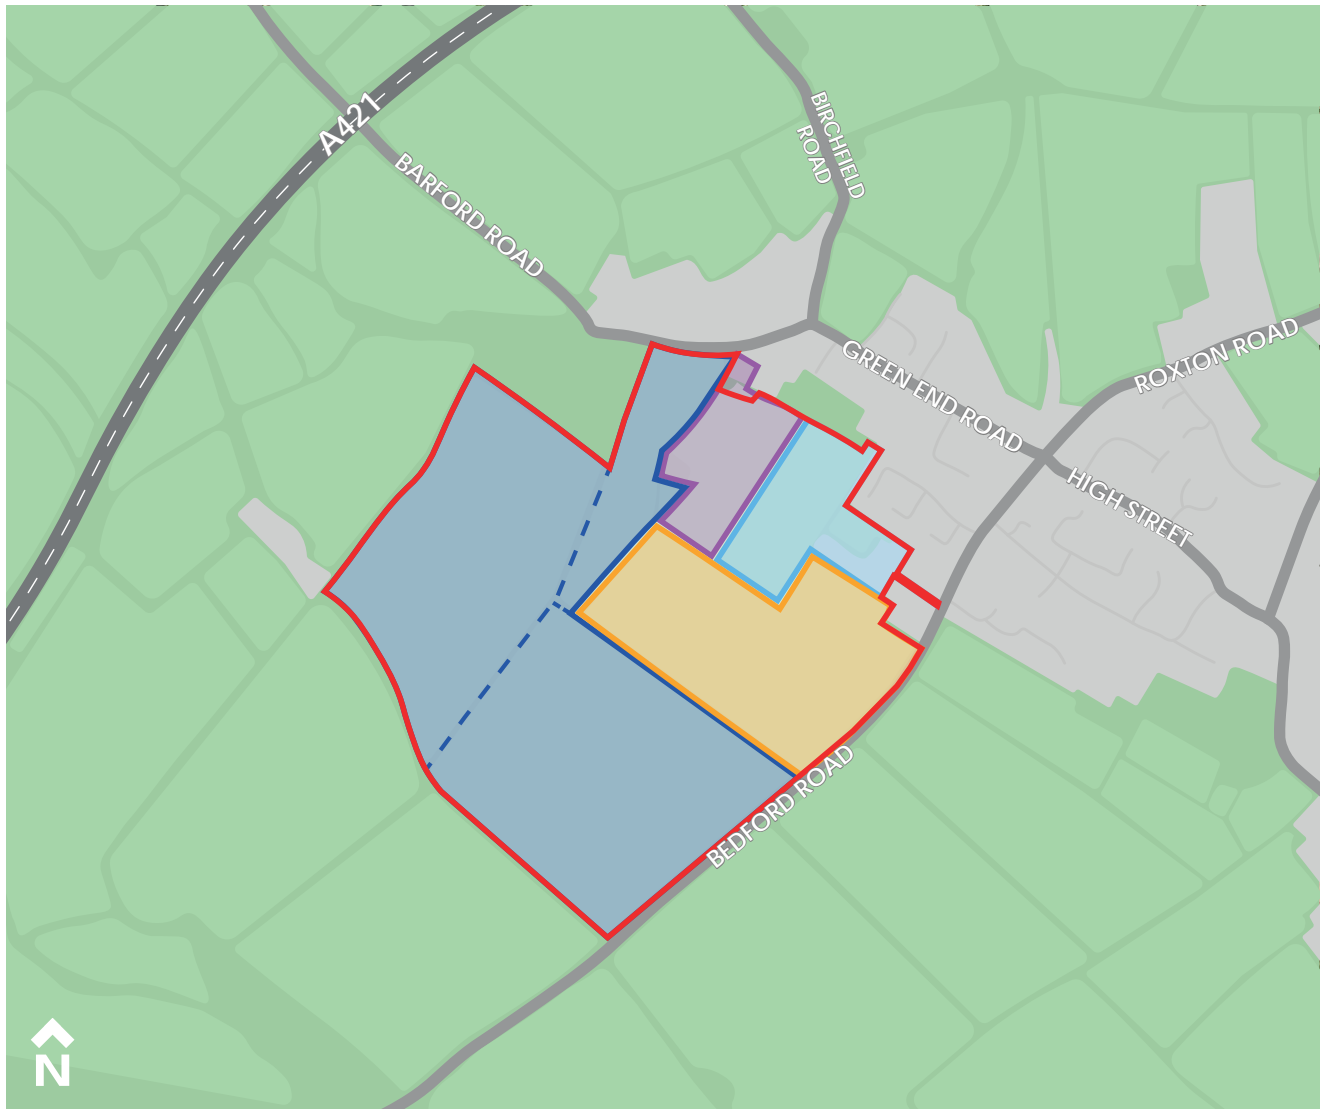 A421
BARFORD ROAD
BIRCHFIELD
ROAD
GREEN END ROAD
ROXTON ROAD
HIGH STREET
BEDFORD ROAD
N